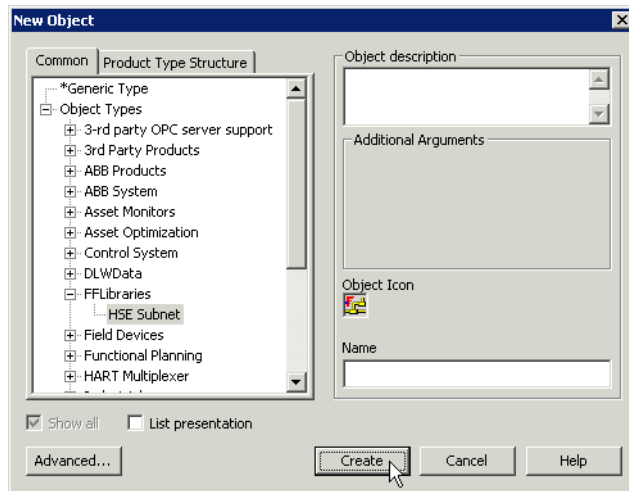 New Object
Common
Product Type Structure
*Generic Type
Object Types
3-rd party OPC server support
3rd Party Products
ABB Products
ABB System
Asset Monitors
Asset Optimization
Control System
DLWData
FFLibraries
HSE Subnet
Field Devices
Functional Planning
HART Multiplexer
Object description
Additional Arguments
Object Icon
Name
Show all
List presentation
Advanced...
Create
Cancel
Help